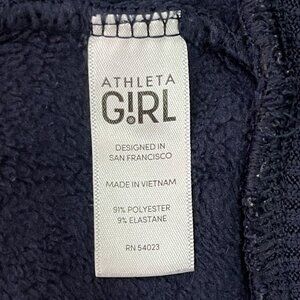 ATHLETA
G!RL
DESIGNED IN
SAN FRANCISCO
MADE IN VIETNAM
91% POLYESTER
9% ELASTANE
RN 54023